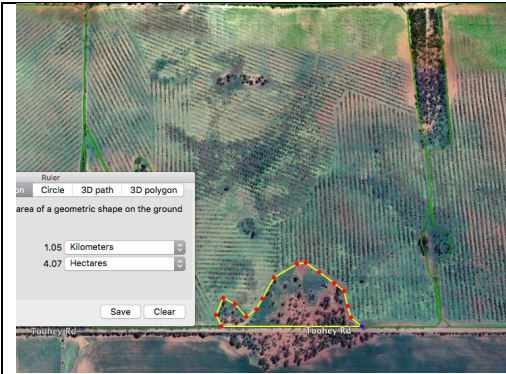 Ruler
on Circle 3D path 3D polygon
area of a geometric shape on the ground
1.05 Kilometers
4.07 Hectares
Save Clear
Toohey Rd Toohey Rd